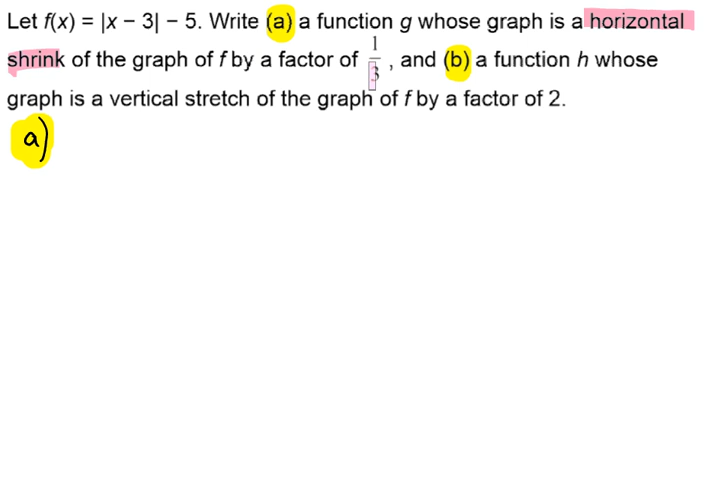 Let f(x) = |x − 3| − 5. Write (a) a function g whose graph is a horizontal
shrink of the graph of f by a factor of 1/3, and (b) a function h whose
graph is a vertical stretch of the graph of f by a factor of 2.
a)